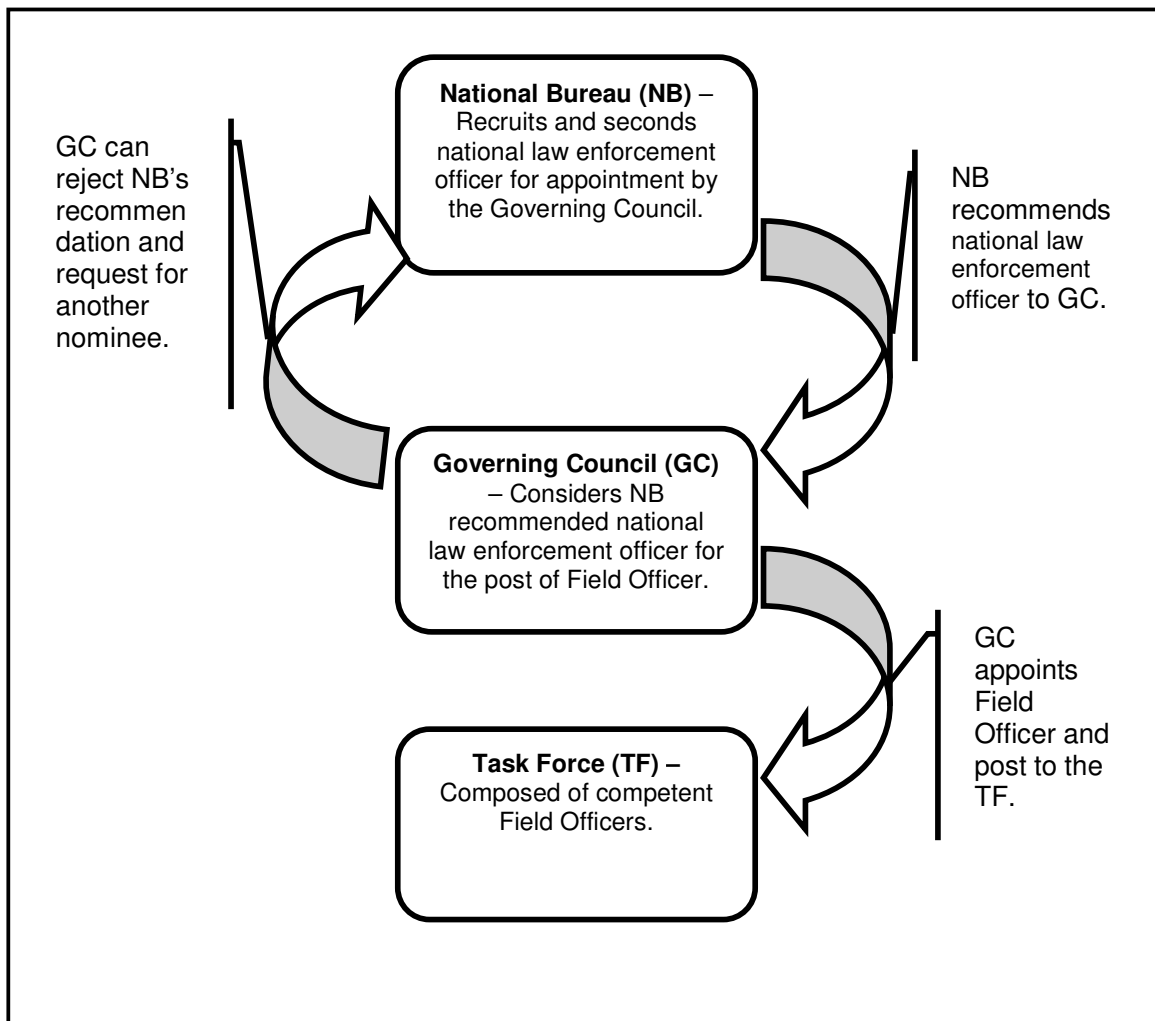 National Bureau (NB) –
Recruits and seconds
national law enforcement
officer for appointment by
the Governing Council.
GC can
reject NB's
recommen
dation and
request for
another
nominee.
NB
recommends
national law
enforcement
officer to GC.
Governing Council (GC)
– Considers NB
recommended national
law enforcement officer for
the post of Field Officer.
GC
appoints
Field
Officer and
post to the
TF.
Task Force (TF) –
Composed of competent
Field Officers.